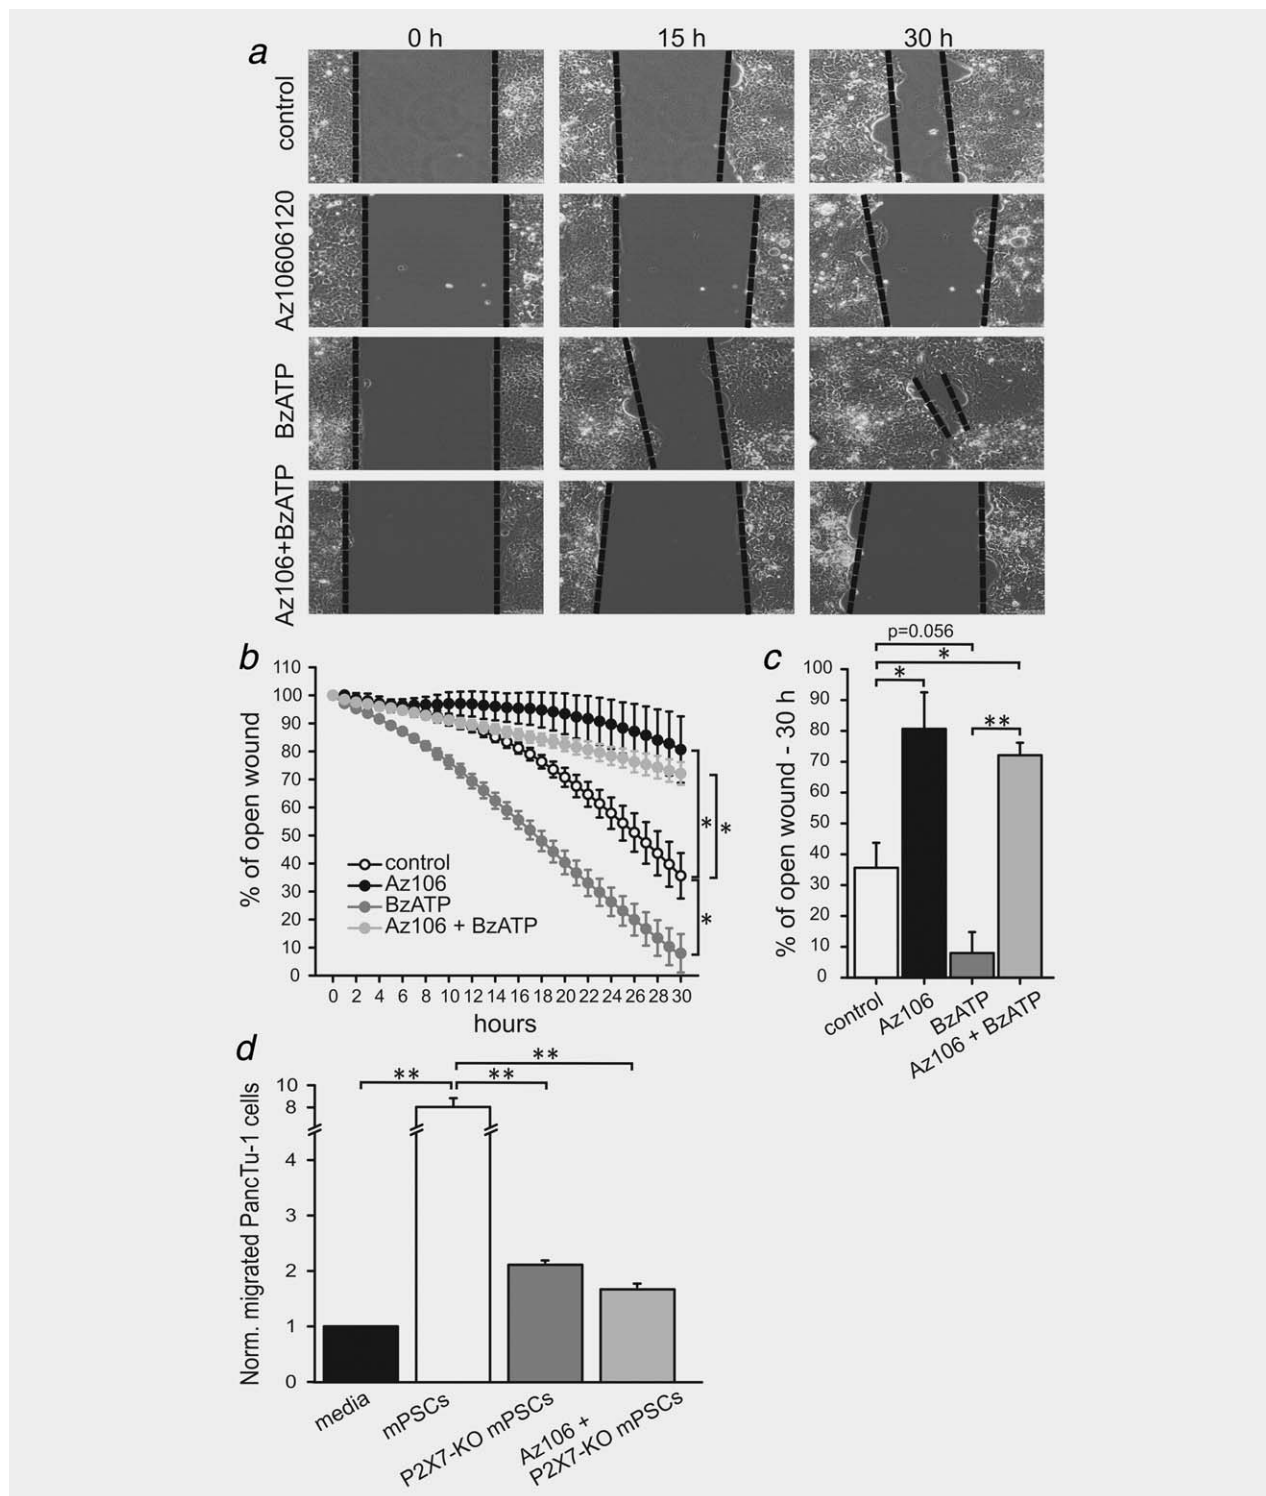 a
0 h
15 h
30 h
control
Az10606120
BzATP
Az106+BzATP
b
% of open wound
110
100
90
80
70
60
50
40
30
20
10
0
control
Az106
BzATP
Az106 + BzATP
*
*
*
0 2 4 6 8 10 12 14 16 18 20 22 24 26 28 30
hours
c
p=0.056
*
*
**
% of open wound - 30 h
100
90
80
70
60
50
40
30
20
10
0
control
Az106
BzATP
Az106 + BzATP
d
**
**
**
Norm. migrated PancTu-1 cells
10
8
4
3
2
1
0
media
mPSCs
P2X7-KO mPSCs
Az106 +
P2X7-KO mPSCs